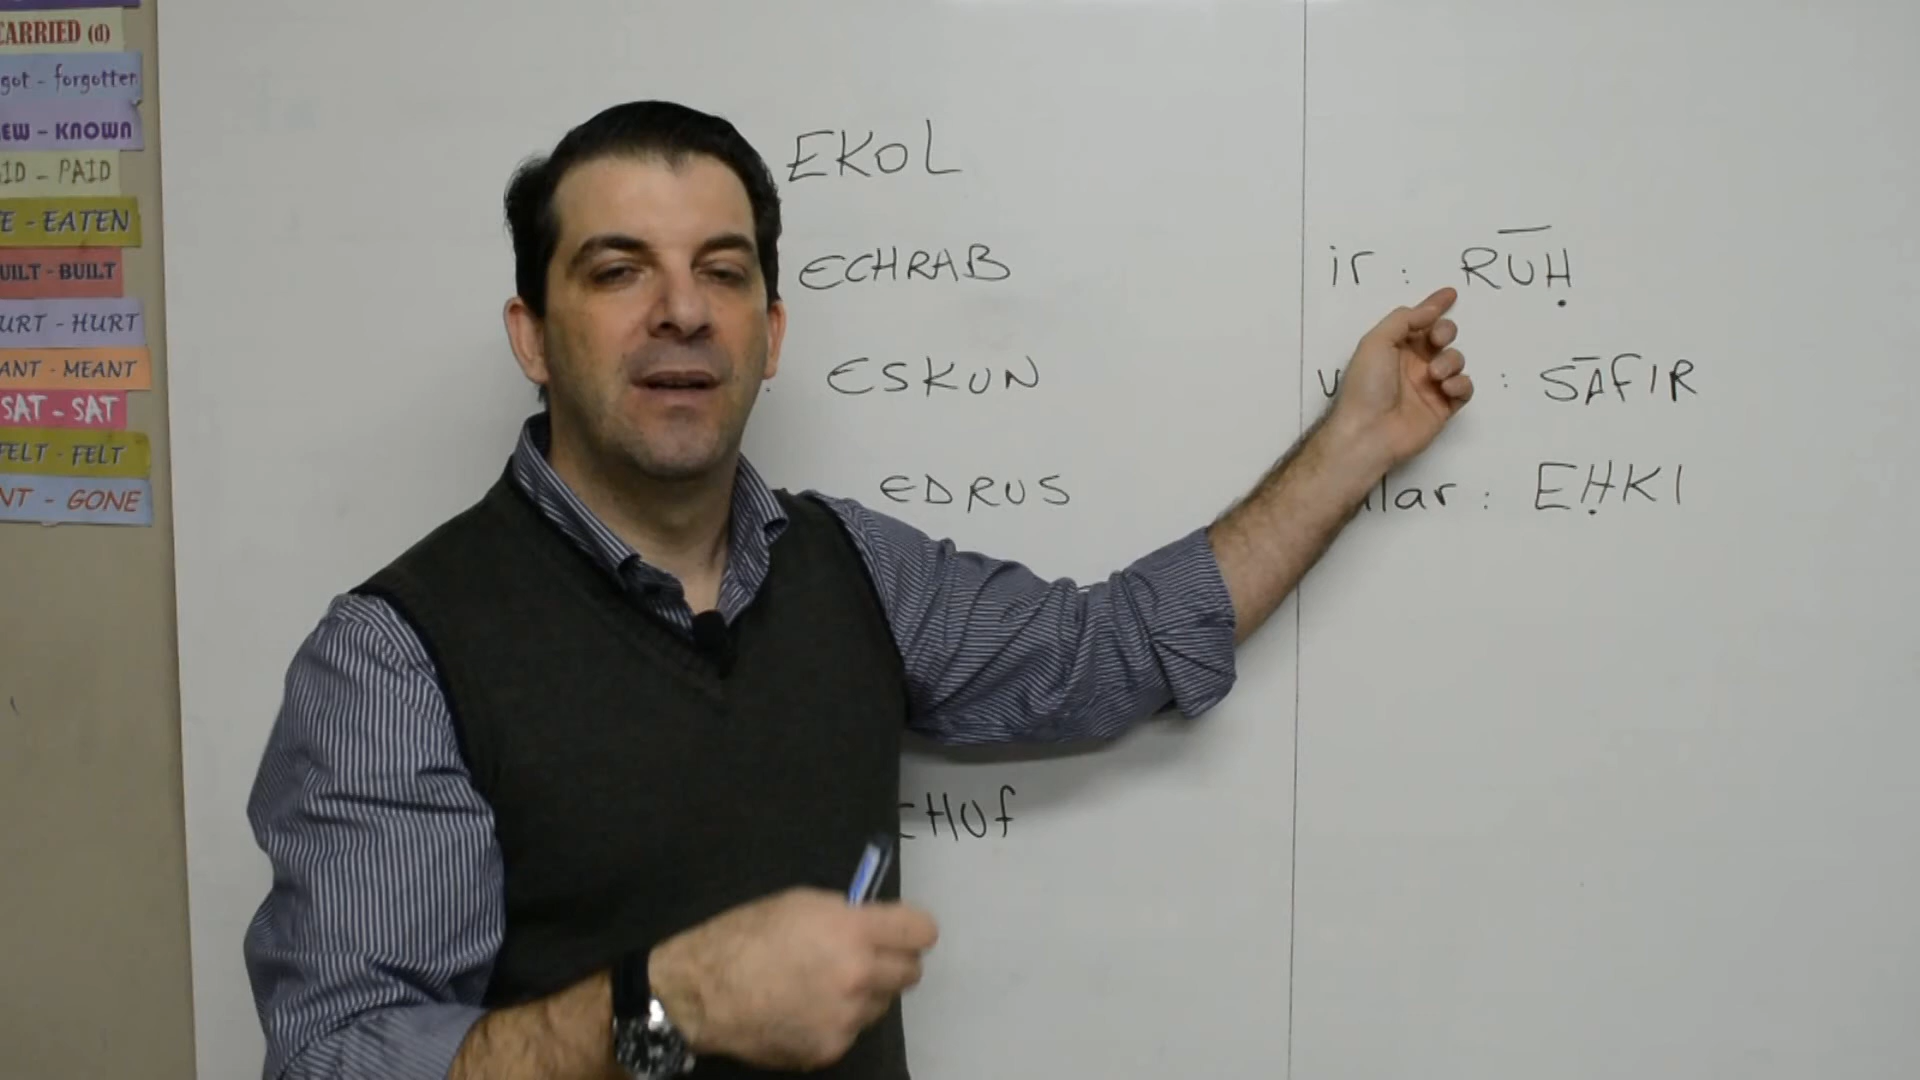 CARRIED (d)
got - forgotten
EW - KNOWN
ID - PAID
E - EATEN
UILT - BUILT
URT - HURT
ANT - MEANT
SAT - SAT
FELT - FELT
NT - GONE
EKOL
ECHRAB
ESKUN
EDRUS
CHUf
ir : RŪḤ
v : SĀFIR
lar : EḤKI